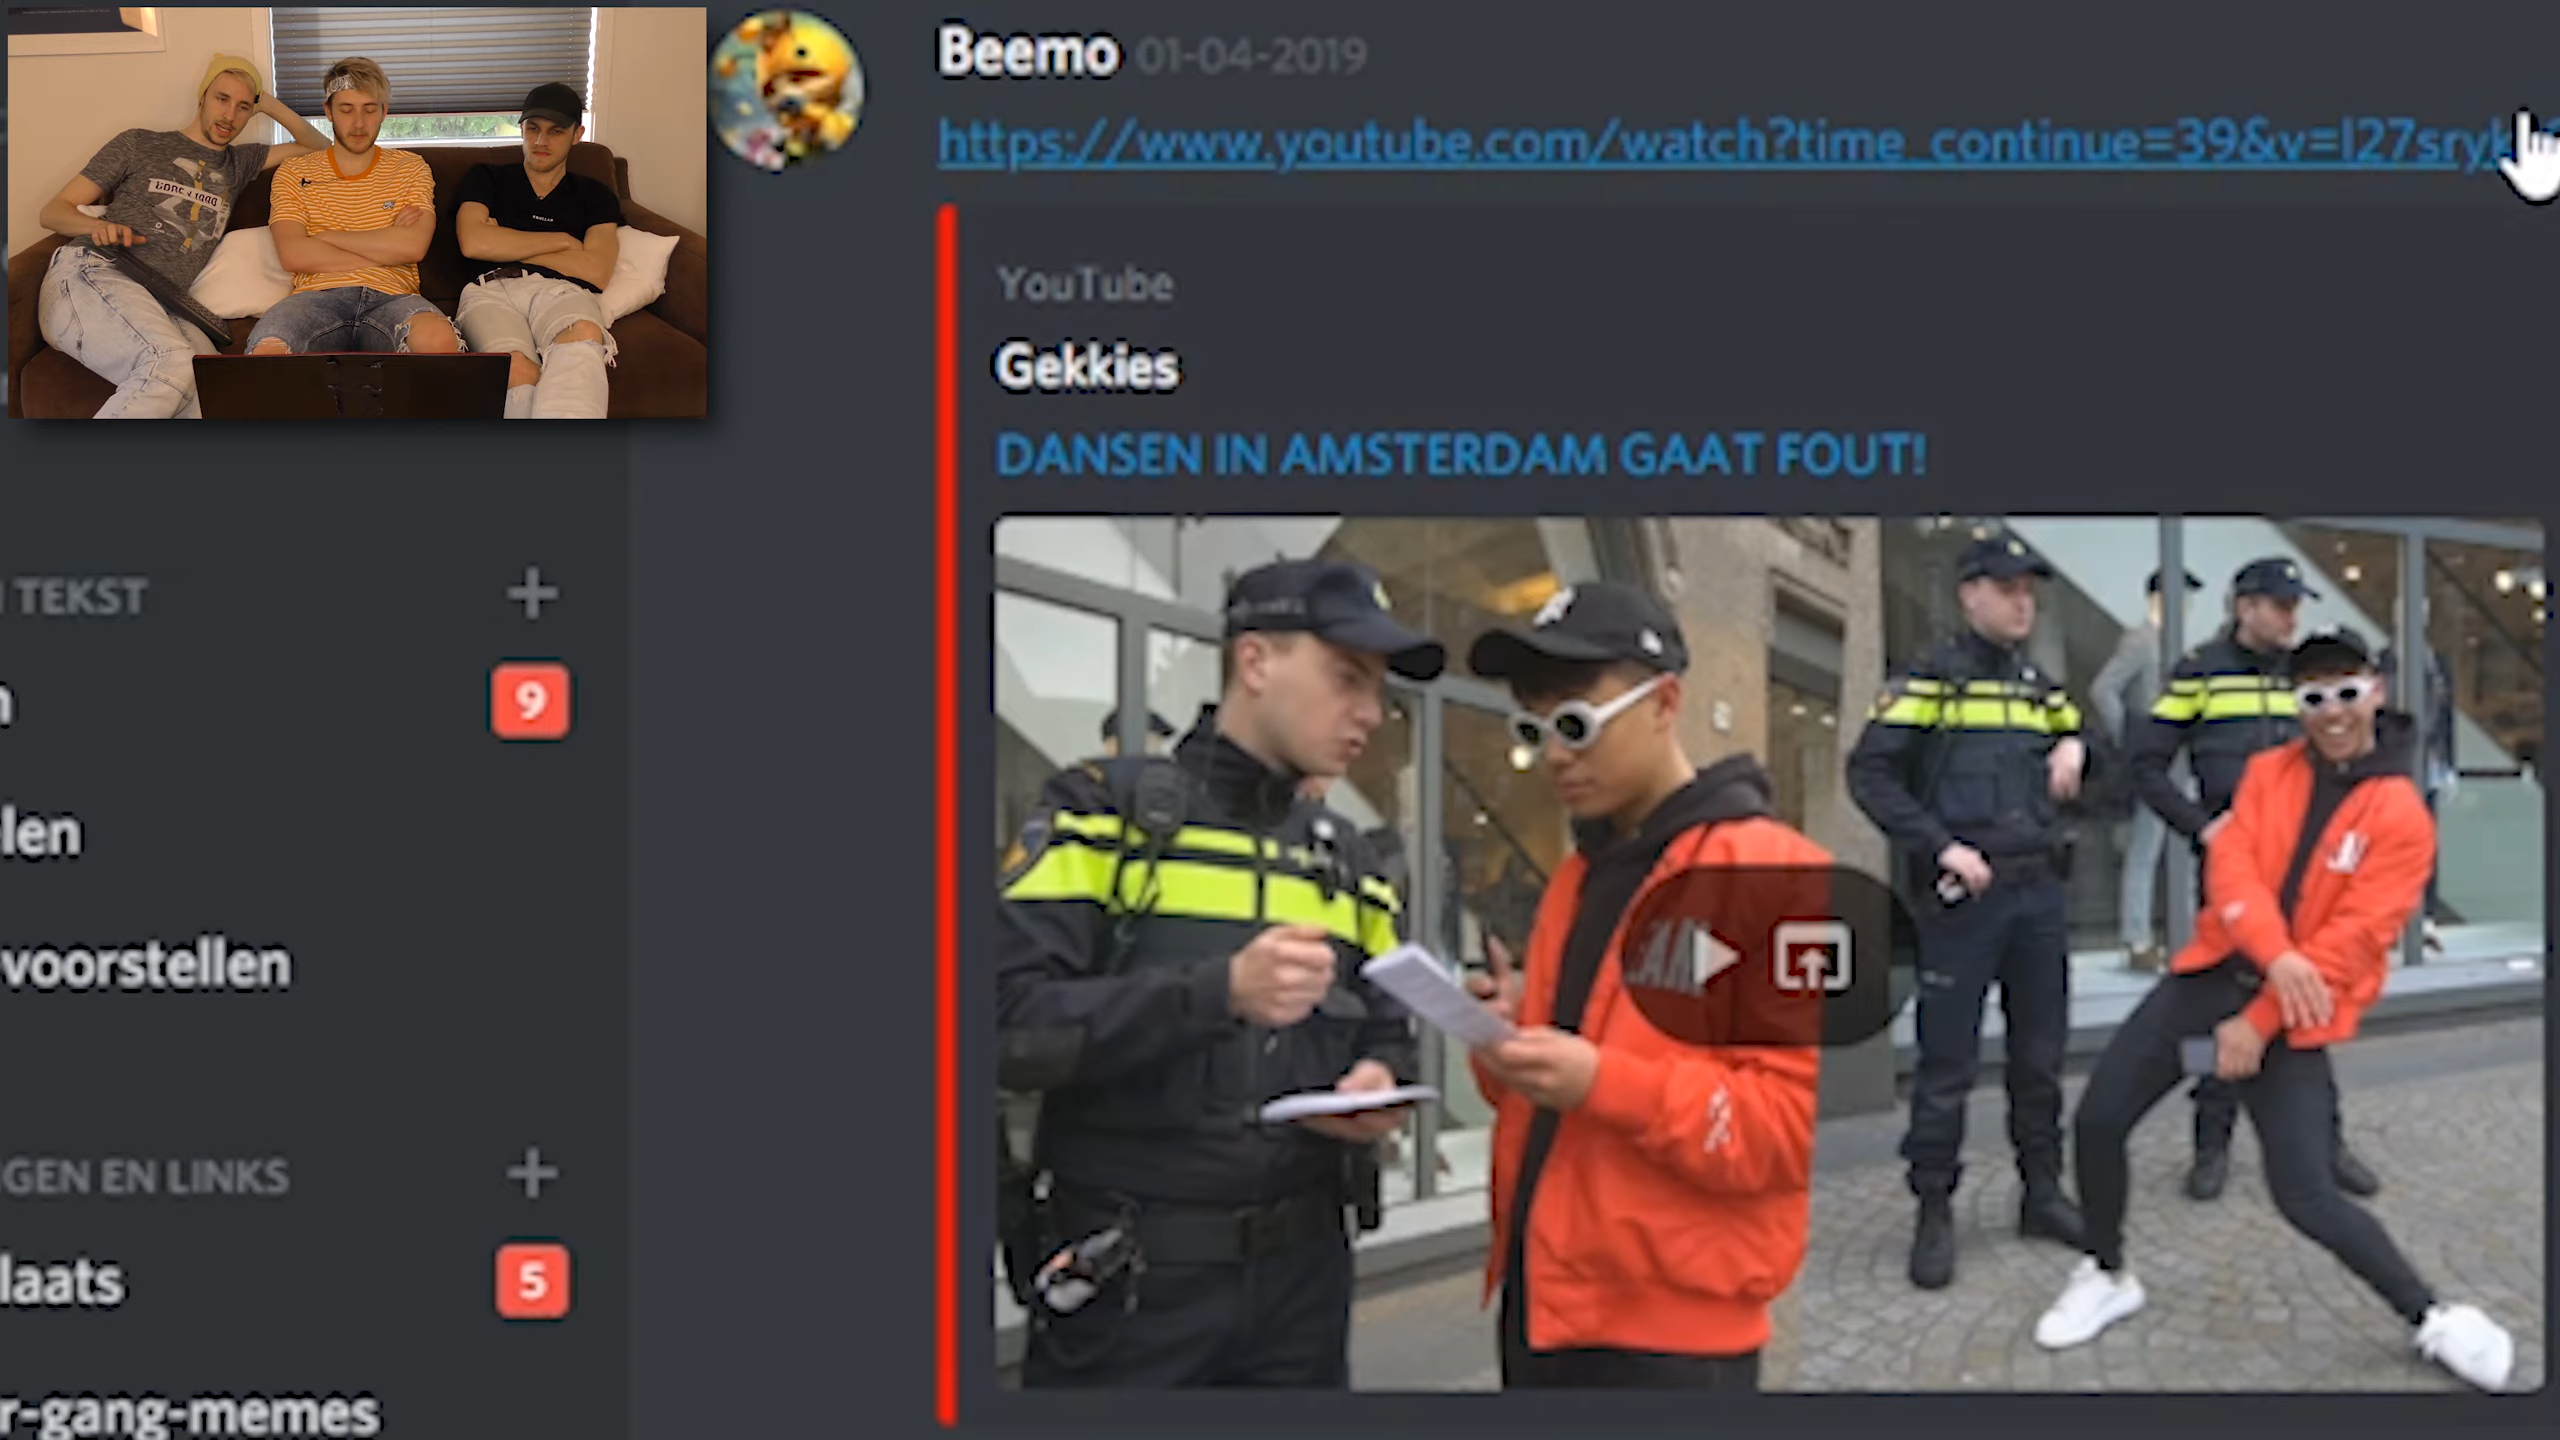 Beemo 01-04-2019
https://www.youtube.com/watch?time_continue=39&v=l27sryk
YouTube
Gekkies
DANSEN IN AMSTERDAM GAAT FOUT!
TEKST
9
len
voorstellen
GEN EN LINKS
5
laats
r-gang-memes